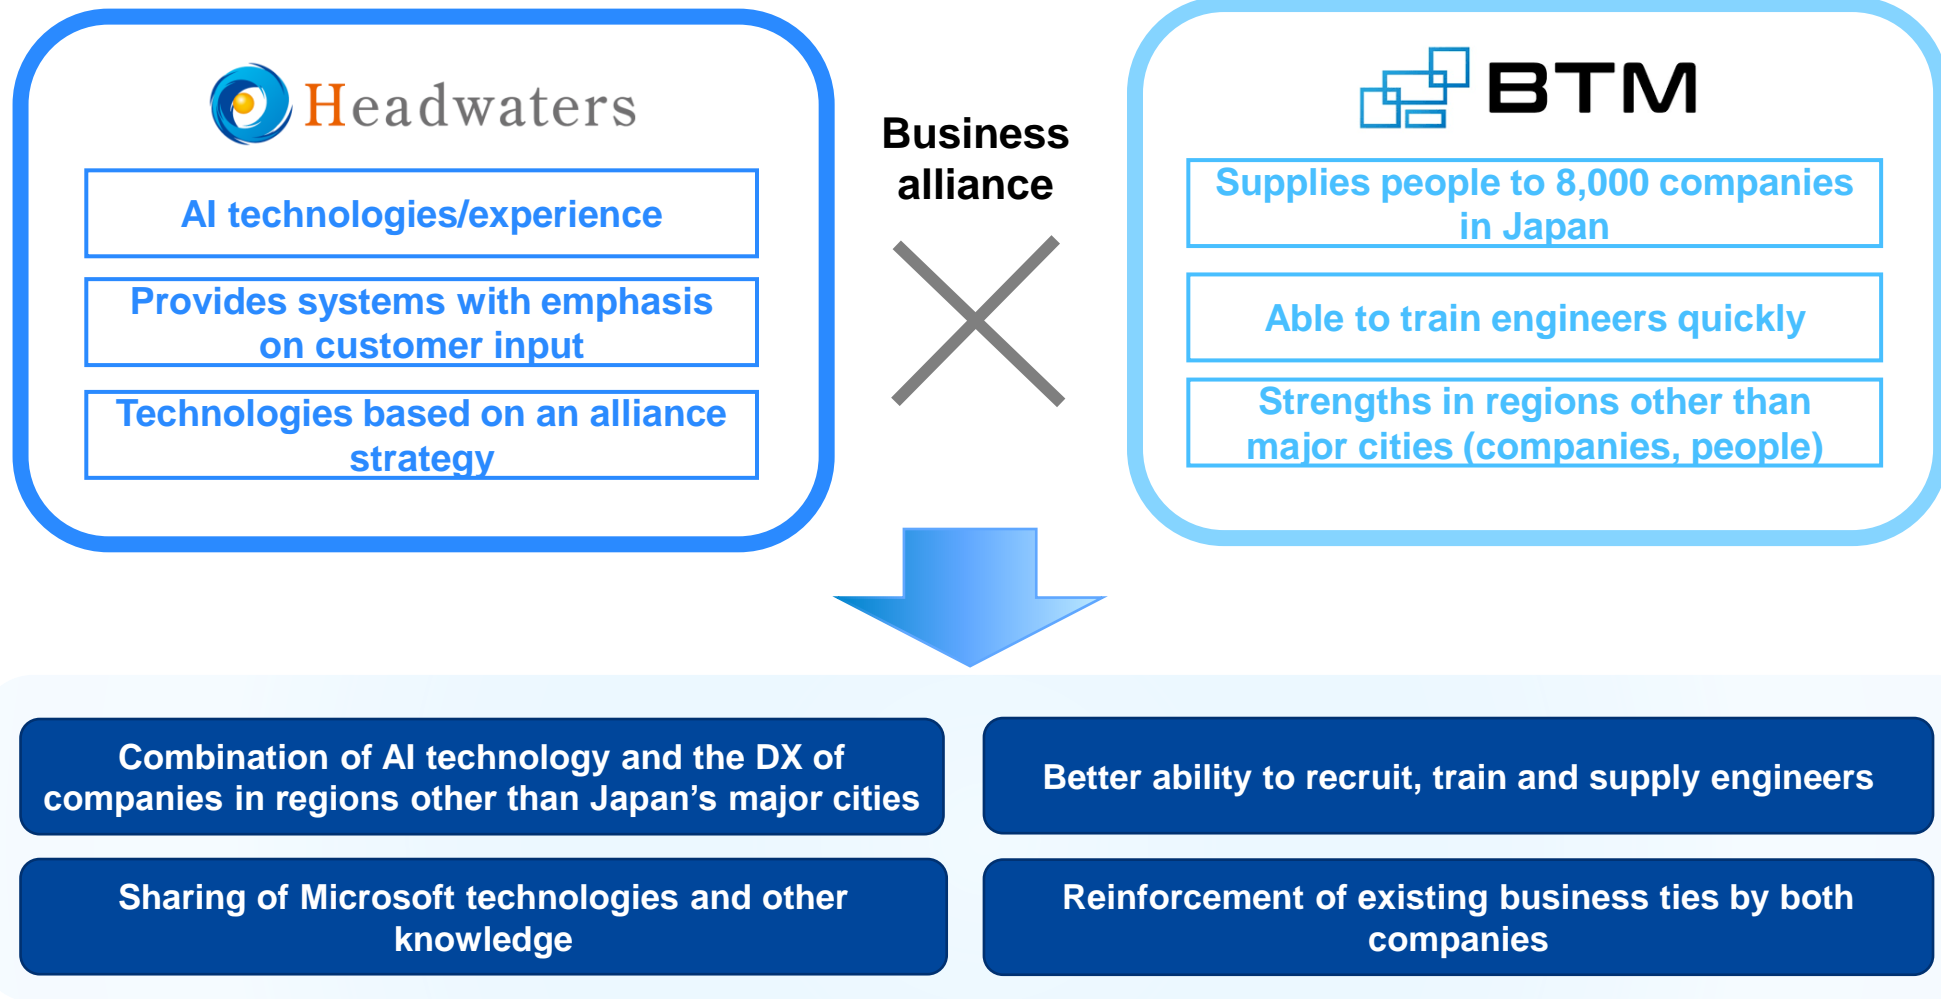 Headwaters
AI technologies/experience
Provides systems with emphasis
on customer input
Technologies based on an alliance
strategy
Business
alliance
BTM
Supplies people to 8,000 companies
in Japan
Able to train engineers quickly
Strengths in regions other than
major cities (companies, people)
Combination of AI technology and the DX of
companies in regions other than Japan’s major cities
Better ability to recruit, train and supply engineers
Sharing of Microsoft technologies and other
knowledge
Reinforcement of existing business ties by both
companies